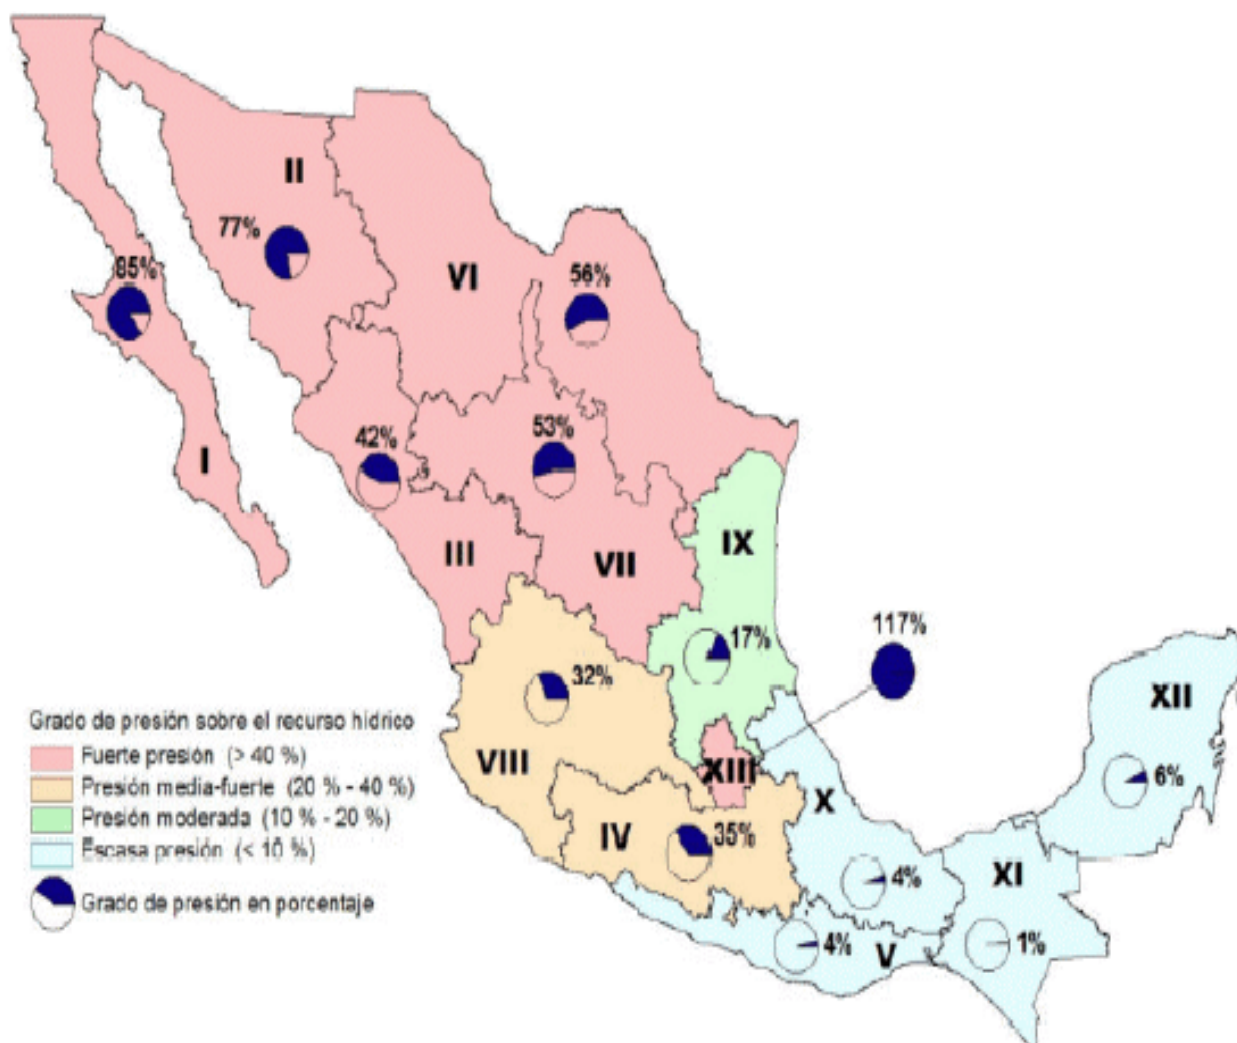 II
77%
85%
VI
56%
I
42%
53%
III
VII
IX
117%
17%
32%
XII
VIII
XIII
6%
X
IV
35%
XI
4%
4%
V
1%
Grado de presión sobre el recurso hídrico
Fuerte presión (> 40 %)
Presión media-fuerte (20 % - 40 %)
Presión moderada (10 % - 20 %)
Escasa presión (< 10 %)
Grado de presión en porcentaje